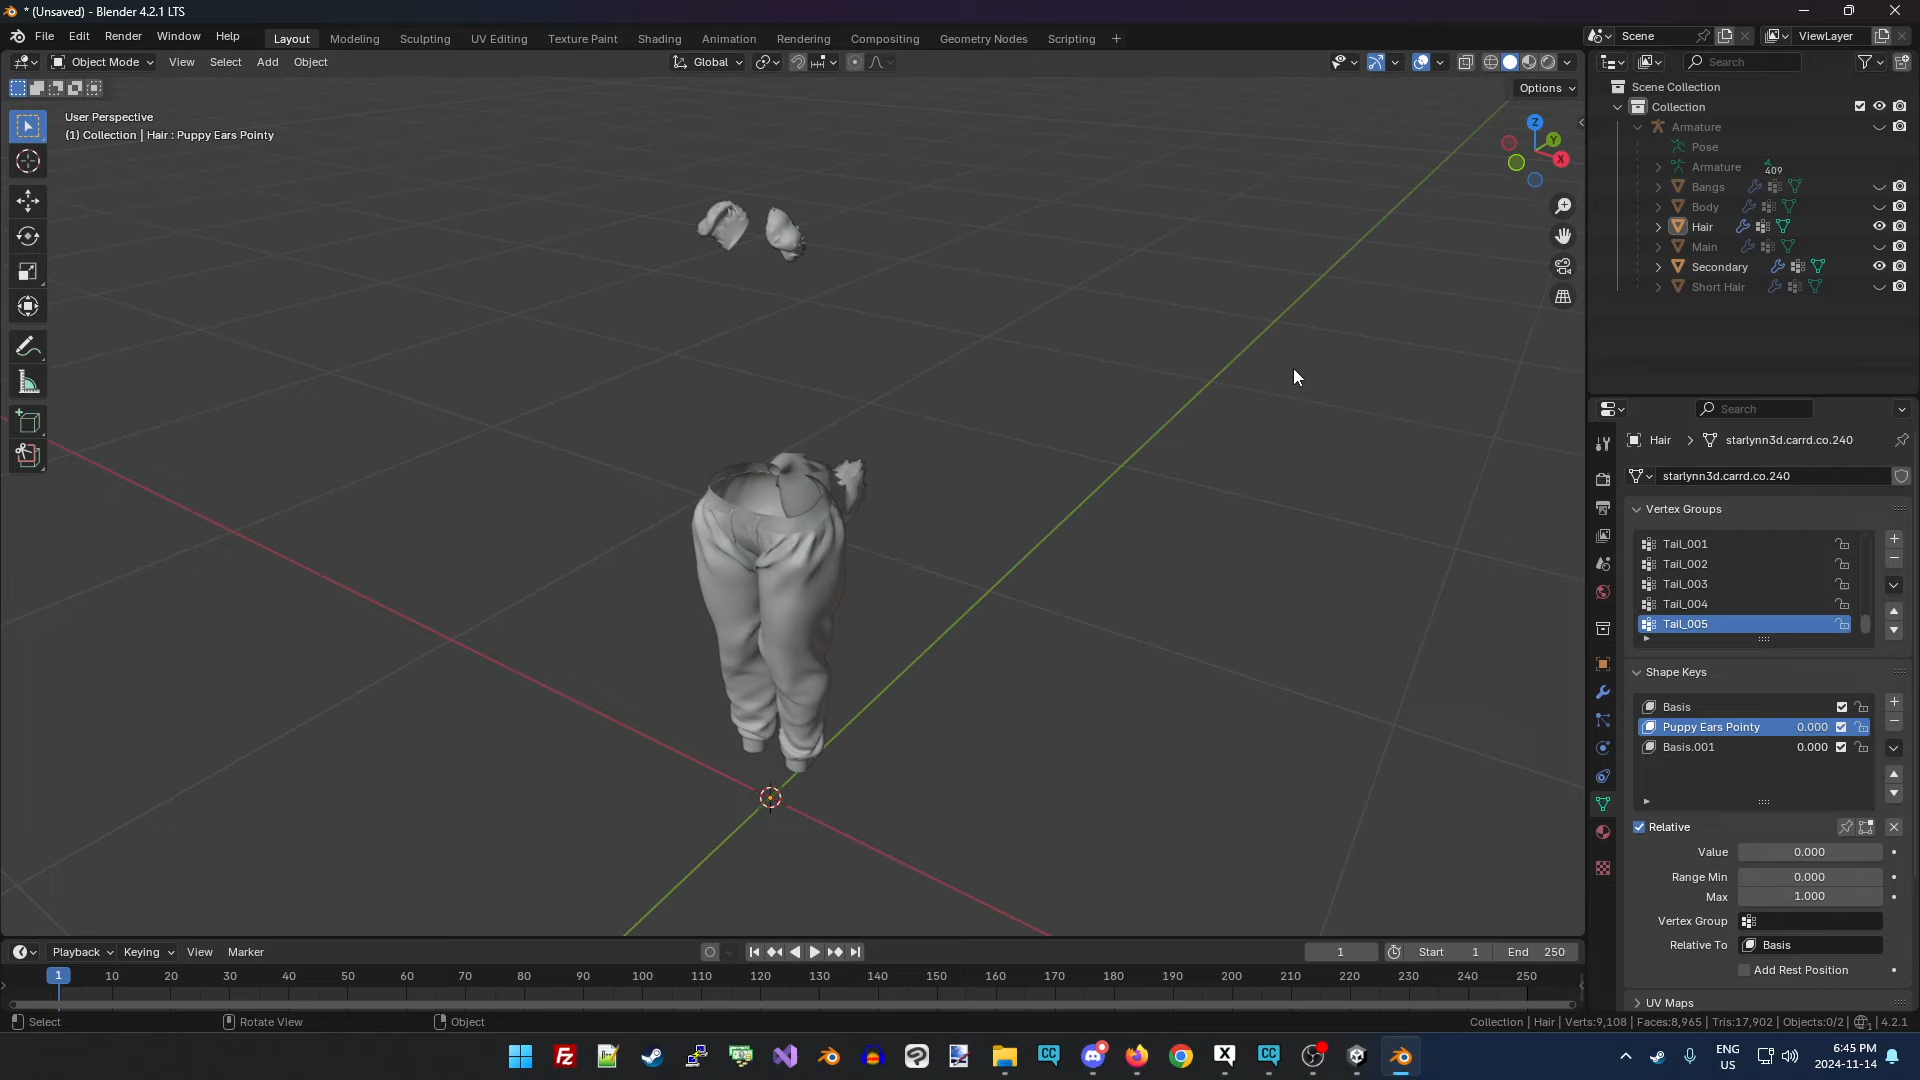 * (Unsaved) - Blender 4.2.1 LTS
File Edit Render Window Help Layout Modeling Sculpting UV Editing Texture Paint Shading Animation Rendering Compositing Geometry Nodes Scripting + Scene ViewLayer
Object Mode View Select Add Object Global Search
Options
User Perspective
(1) Collection | Hair : Puppy Ears Pointy
Z
Y
X
Scene Collection
Collection
Armature
Pose
Armature 409
Bangs
Body
Hair
Main
Secondary
Short Hair
Search
Hair > starlynn3d.carrd.co.240
starlynn3d.carrd.co.240
Vertex Groups
Tail_001
Tail_002
Tail_003
Tail_004
Tail_005
Shape Keys
Basis
Puppy Ears Pointy 0.000
Basis.001 0.000
Relative
Value 0.000
Range Min 0.000
Max 1.000
Vertex Group
Relative To Basis
Add Rest Position
UV Maps
Playback Keying View Marker 1 Start 1 End 250
1 10 20 30 40 50 60 70 80 90 100 110 120 130 140 150 160 170 180 190 200 210 220 230 240 250
Select Rotate View Object Collection | Hair | Verts:9,108 | Faces:8,965 | Tris:17,902 | Objects:0/2 | 4.2.1
ENG
US
6:45 PM
2024-11-14